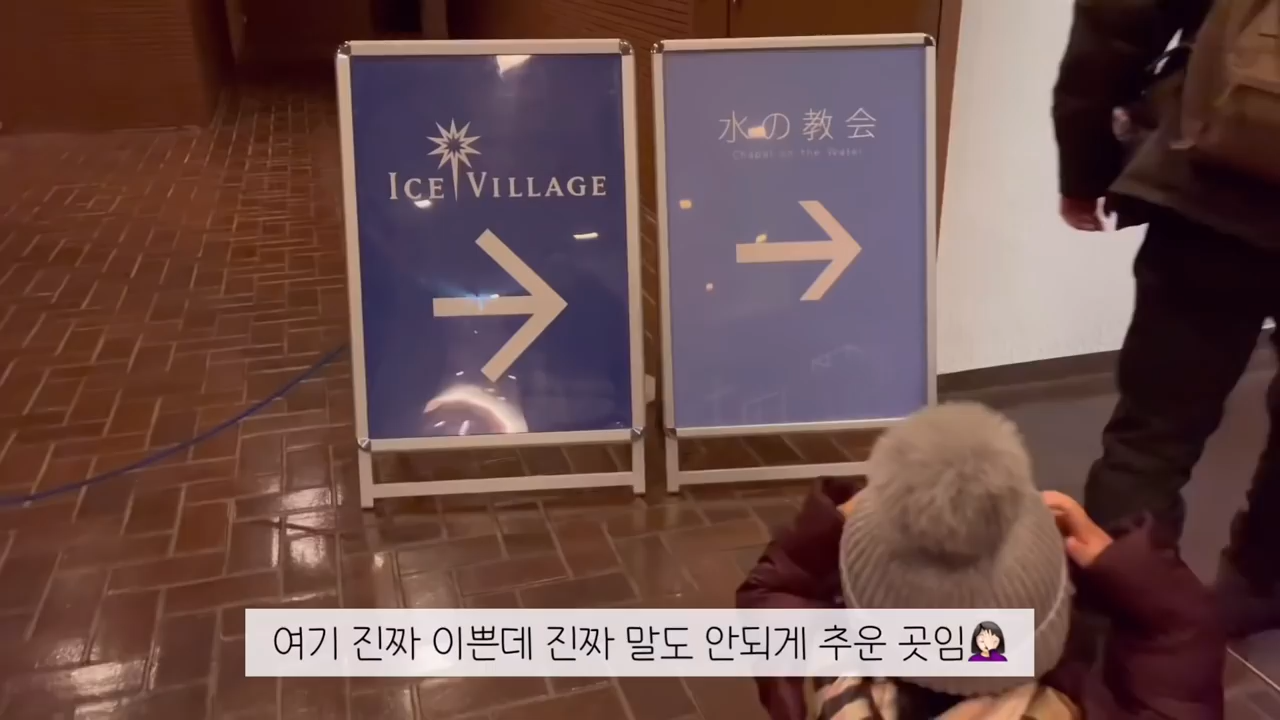 ICE VILLAGE
水の教会
Chapel on the Water
여기 진짜 이쁜데 진짜 말도 안되게 추운 곳임🤦🏻‍♀️